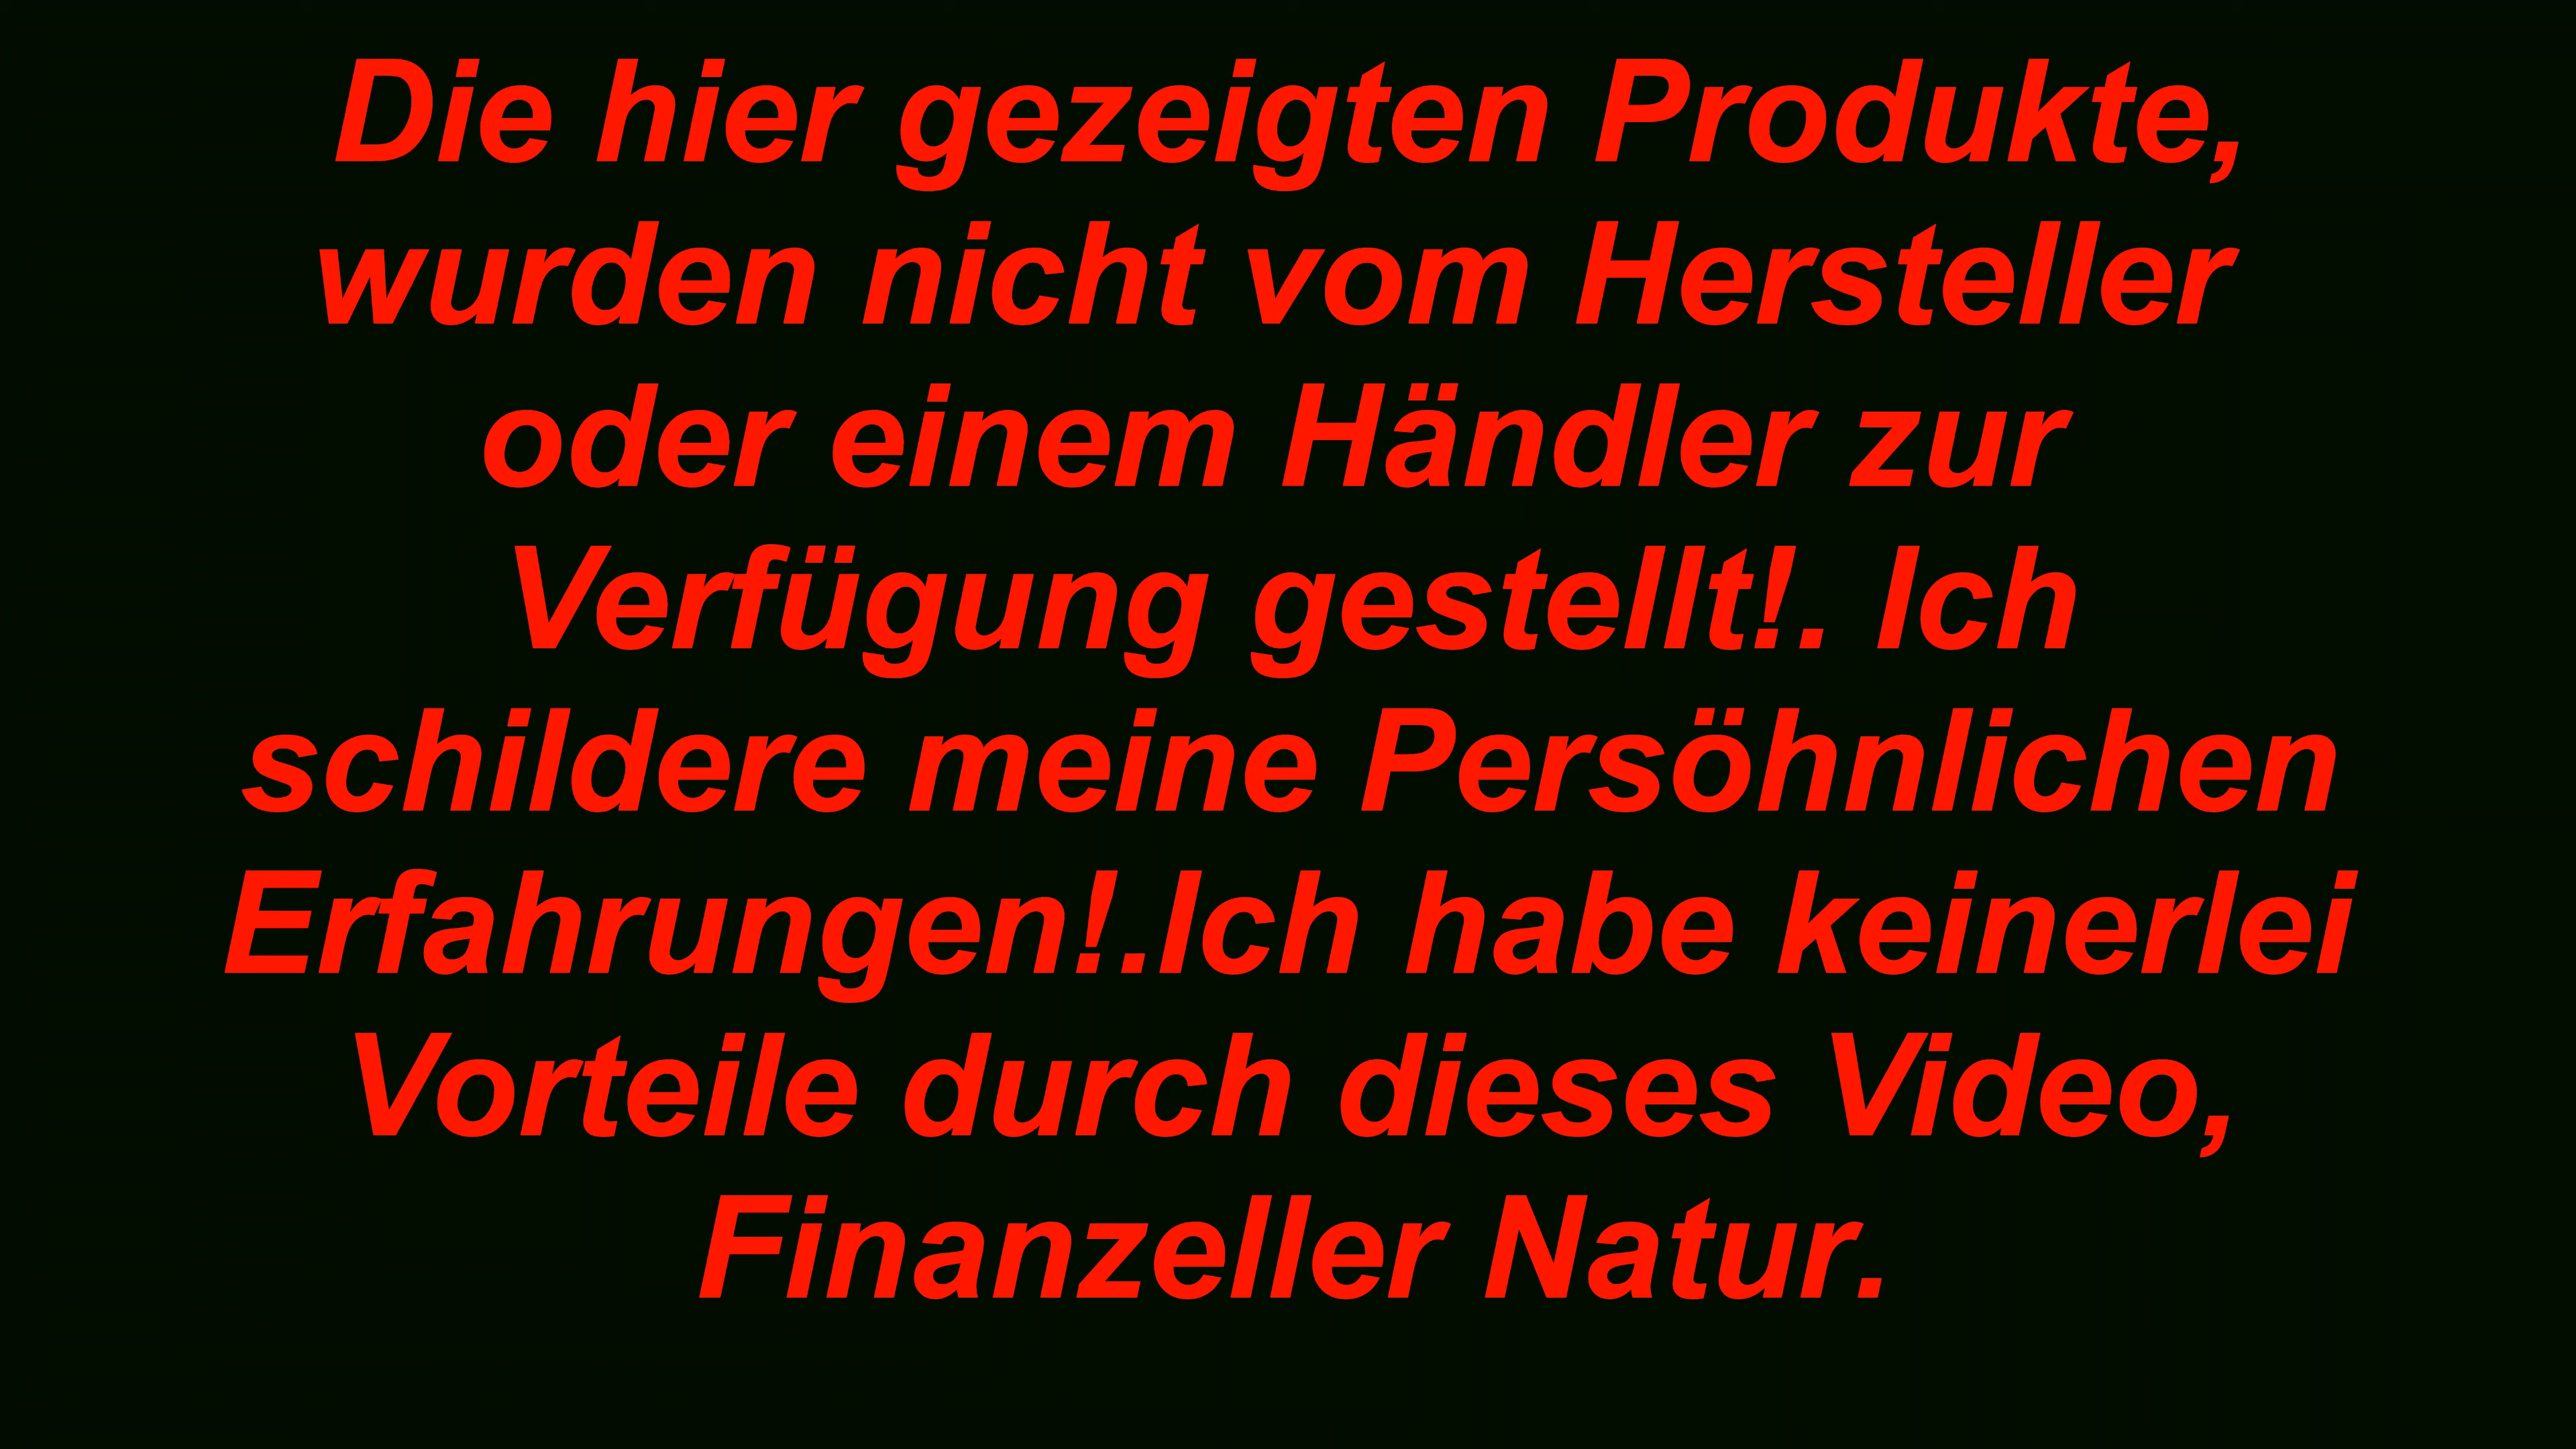 Die hier gezeigten Produkte,
wurden nicht vom Hersteller
oder einem Händler zur
Verfügung gestellt!. Ich
schildere meine Persöhnlichen
Erfahrungen!.Ich habe keinerlei
Vorteile durch dieses Video,
Finanzeller Natur.